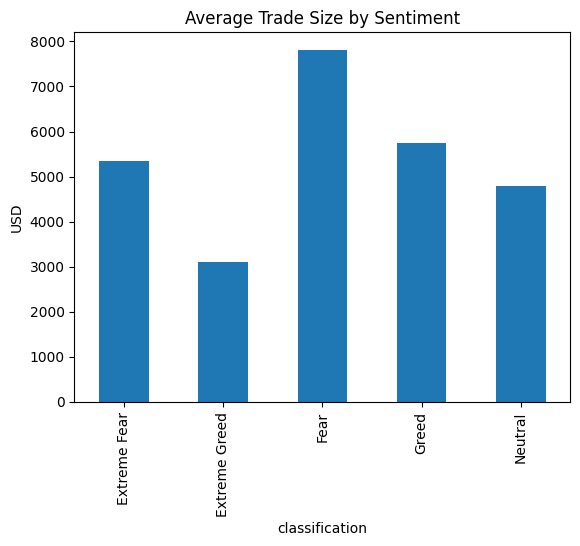 Average Trade Size by Sentiment
8000
7000
6000
5000
4000
3000
2000
1000
0
USD
Extreme Fear
Extreme Greed
Fear
Greed
Neutral
classification